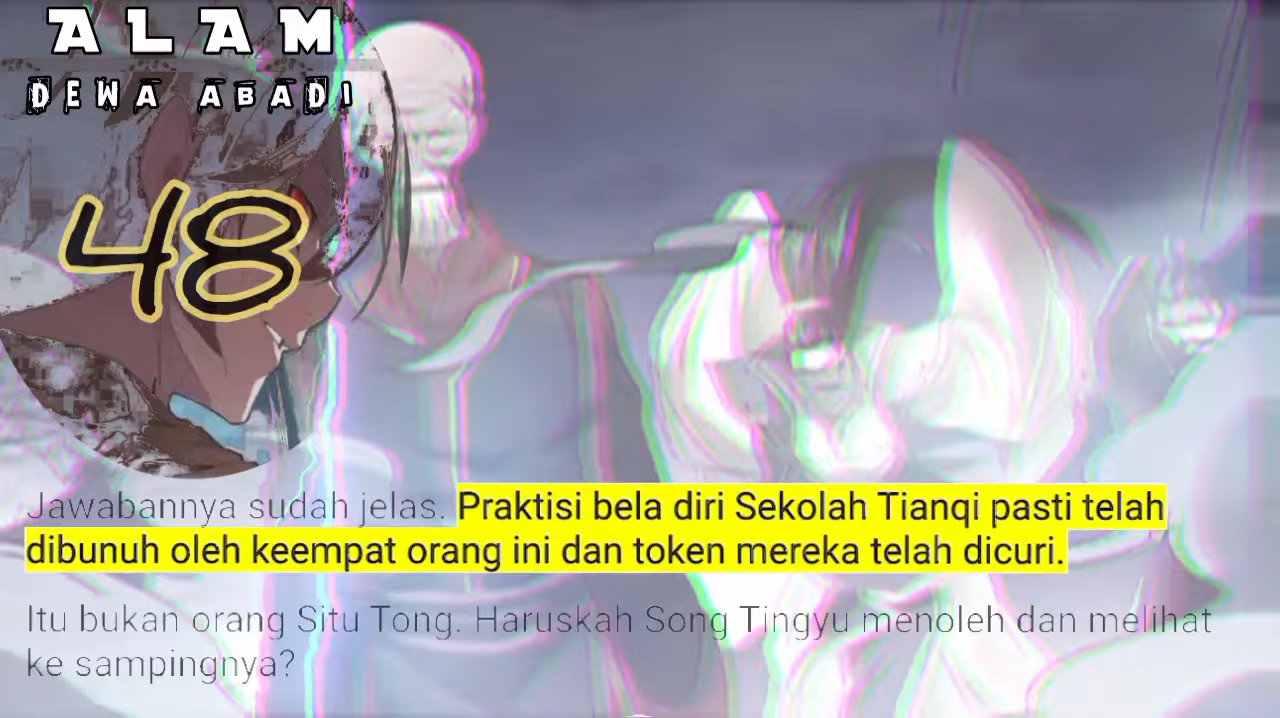 ALAM
DEWA ABADI
48
Jawabannya sudah jelas. Praktisi bela diri Sekolah Tianqi pasti telah
dibunuh oleh keempat orang ini dan token mereka telah dicuri.
Itu bukan orang Situ Tong. Haruskah Song Tingyu menoleh dan melihat
ke sampingnya?